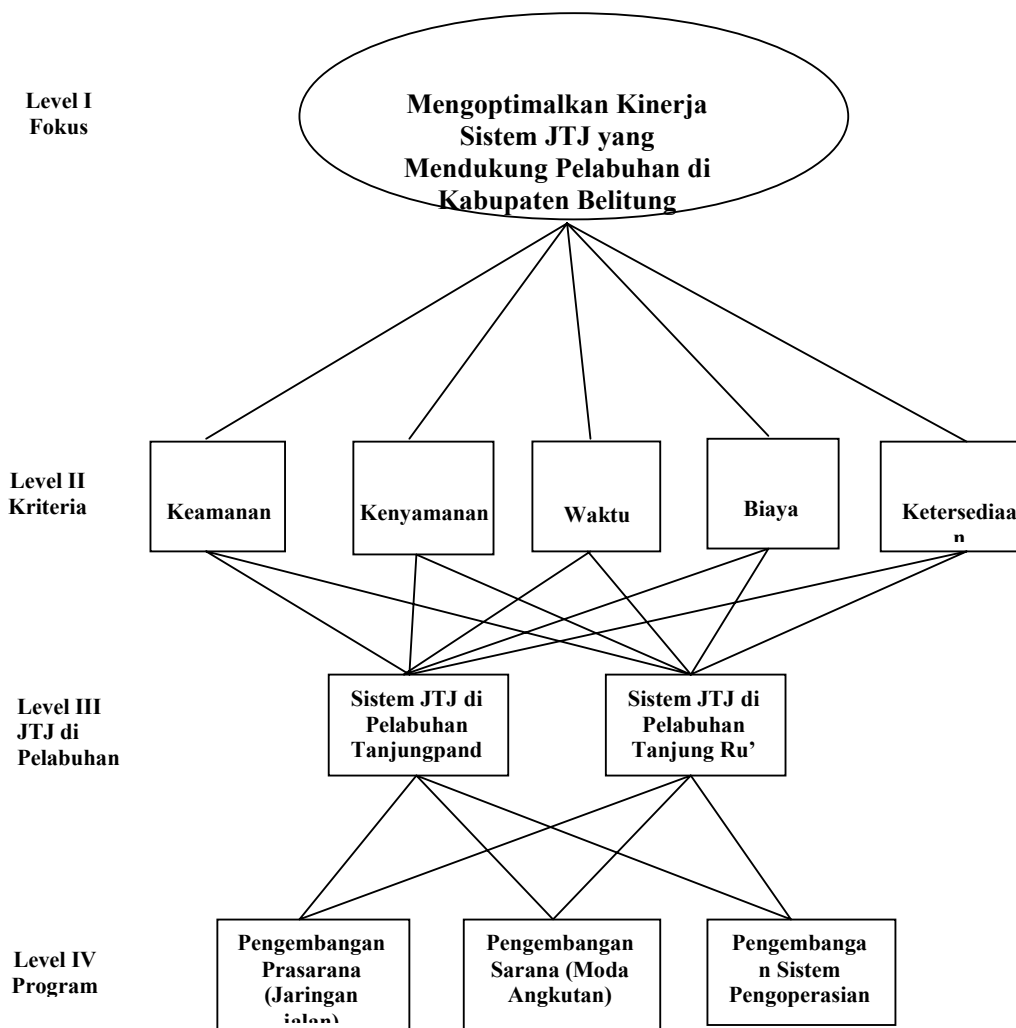 Level I
Fokus
Mengoptimalkan Kinerja
Sistem JTJ yang
Mendukung Pelabuhan di
Kabupaten Belitung
Level II
Kriteria
Keamanan
Kenyamanan
Waktu
Biaya
Ketersediaa
n
Level III
JTJ di
Pelabuhan
Sistem JTJ di
Pelabuhan
Tanjungpand
Sistem JTJ di
Pelabuhan
Tanjung Ru’
Level IV
Program
Pengembangan
Prasarana
(Jaringan
jalan)
Pengembangan
Sarana (Moda
Angkutan)
Pengembanga
n Sistem
Pengoperasian